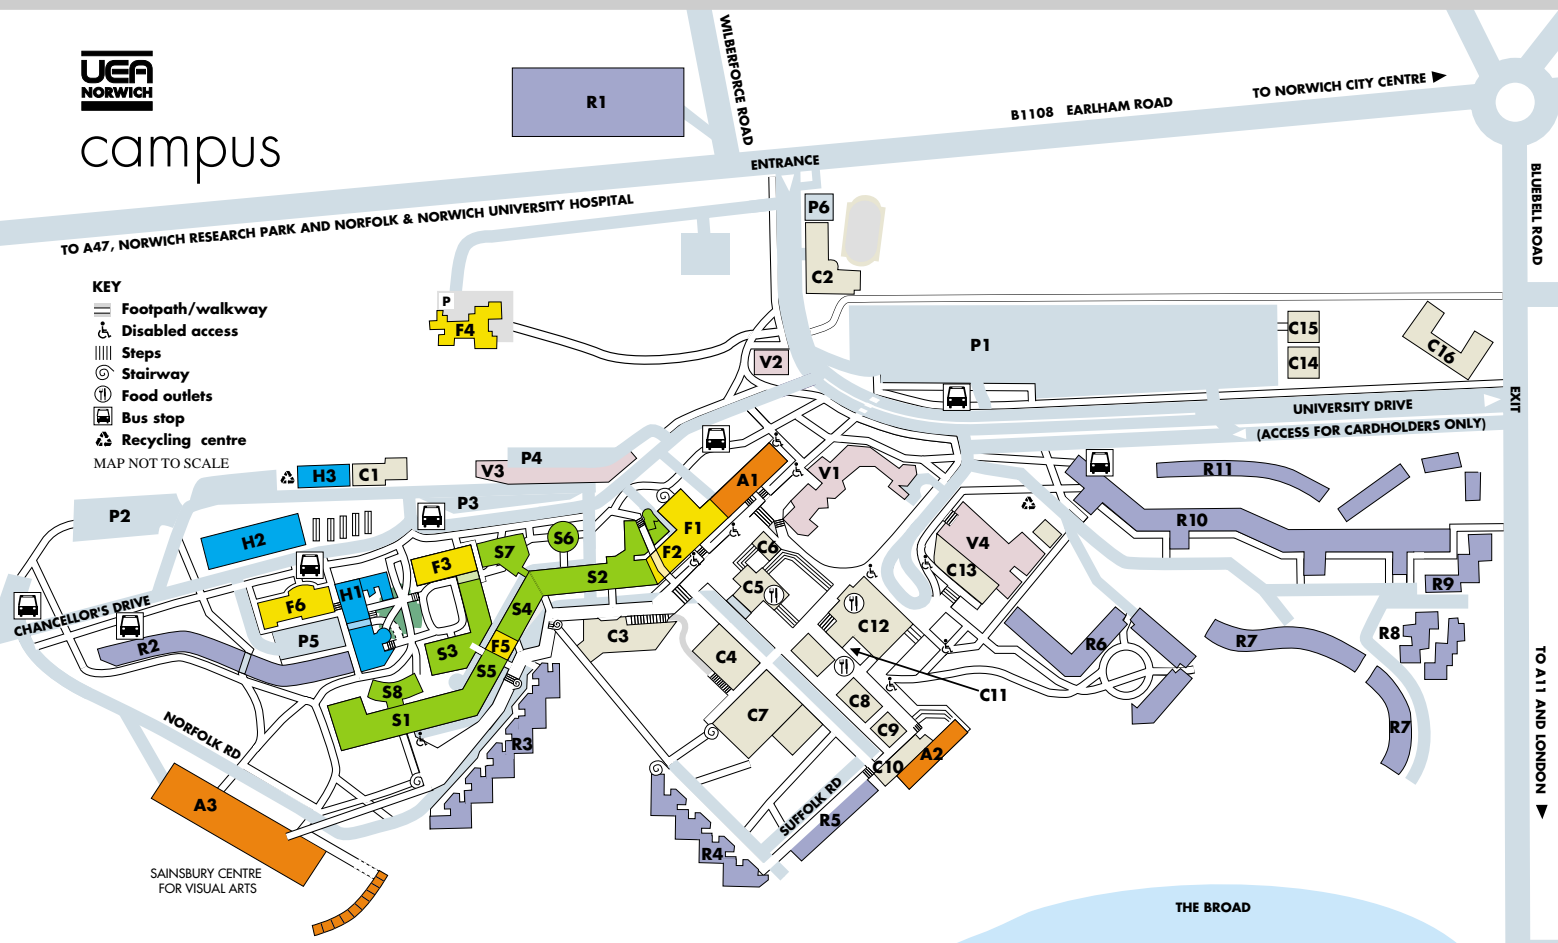 UEA
NORWICH
campus
WILBERFORCE ROAD
R1
ENTRANCE
B1108 EARLHAM ROAD
TO NORWICH CITY CENTRE
BLUEBELL ROAD
TO A47, NORWICH RESEARCH PARK AND NORFOLK & NORWICH UNIVERSITY HOSPITAL
P6
C2
KEY
Footpath/walkway
Disabled access
Steps
Stairway
Food outlets
Bus stop
Recycling centre
MAP NOT TO SCALE
P
F4
V2
P1
C15
C14
C16
EXIT
UNIVERSITY DRIVE
(ACCESS FOR CARDHOLDERS ONLY)
H3
C1
V3
P4
A1
V1
R11
P2
P3
H2
S7
S6
F1
F2
C6
V4
C13
R10
F3
S2
C5
R9
F6
H1
S4
C12
CHANCELLOR'S DRIVE
R2
P5
S3
F5
C3
C4
R6
R7
R8
S5
S8
S1
C11
C8
C7
C9
R7
NORFOLK RD
R3
C10
A2
TO A11 AND LONDON
A3
SUFFOLK RD
R5
R4
SAINSBURY CENTRE
FOR VISUAL ARTS
THE BROAD